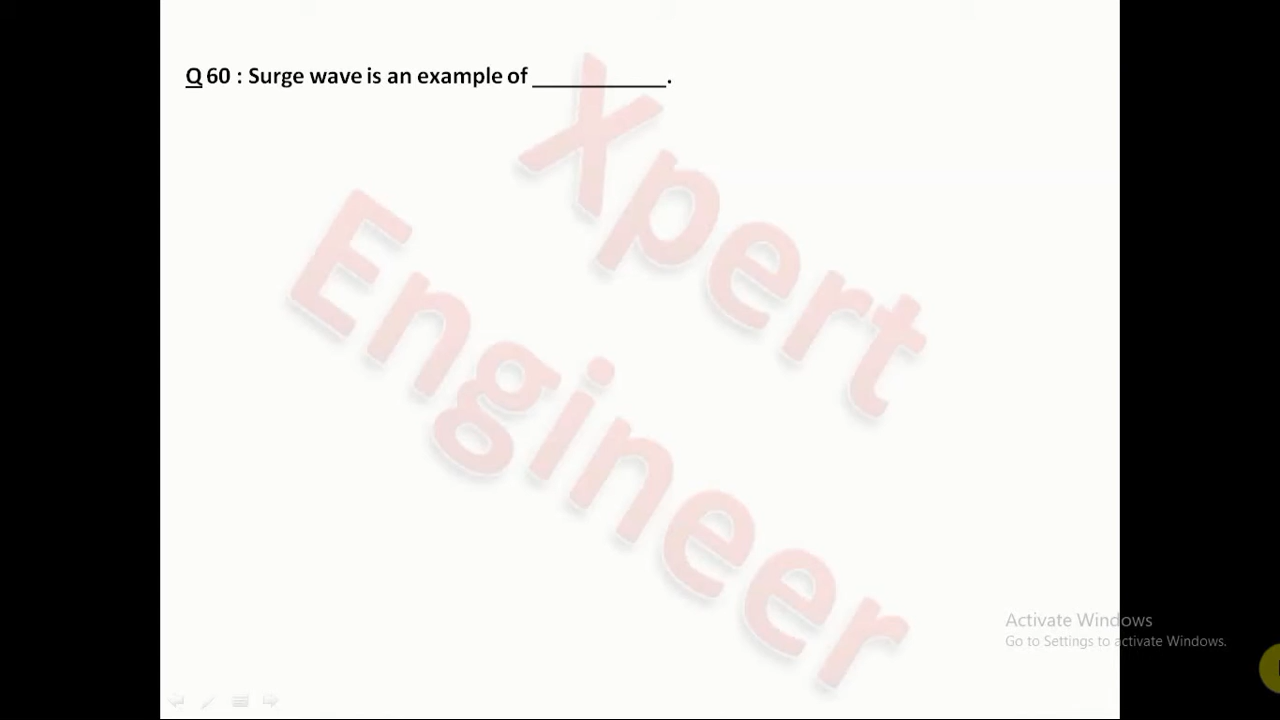 Q 60 : Surge wave is an example of ___________.
Xpert
Engineer
Activate Windows
Go to Settings to activate Windows.